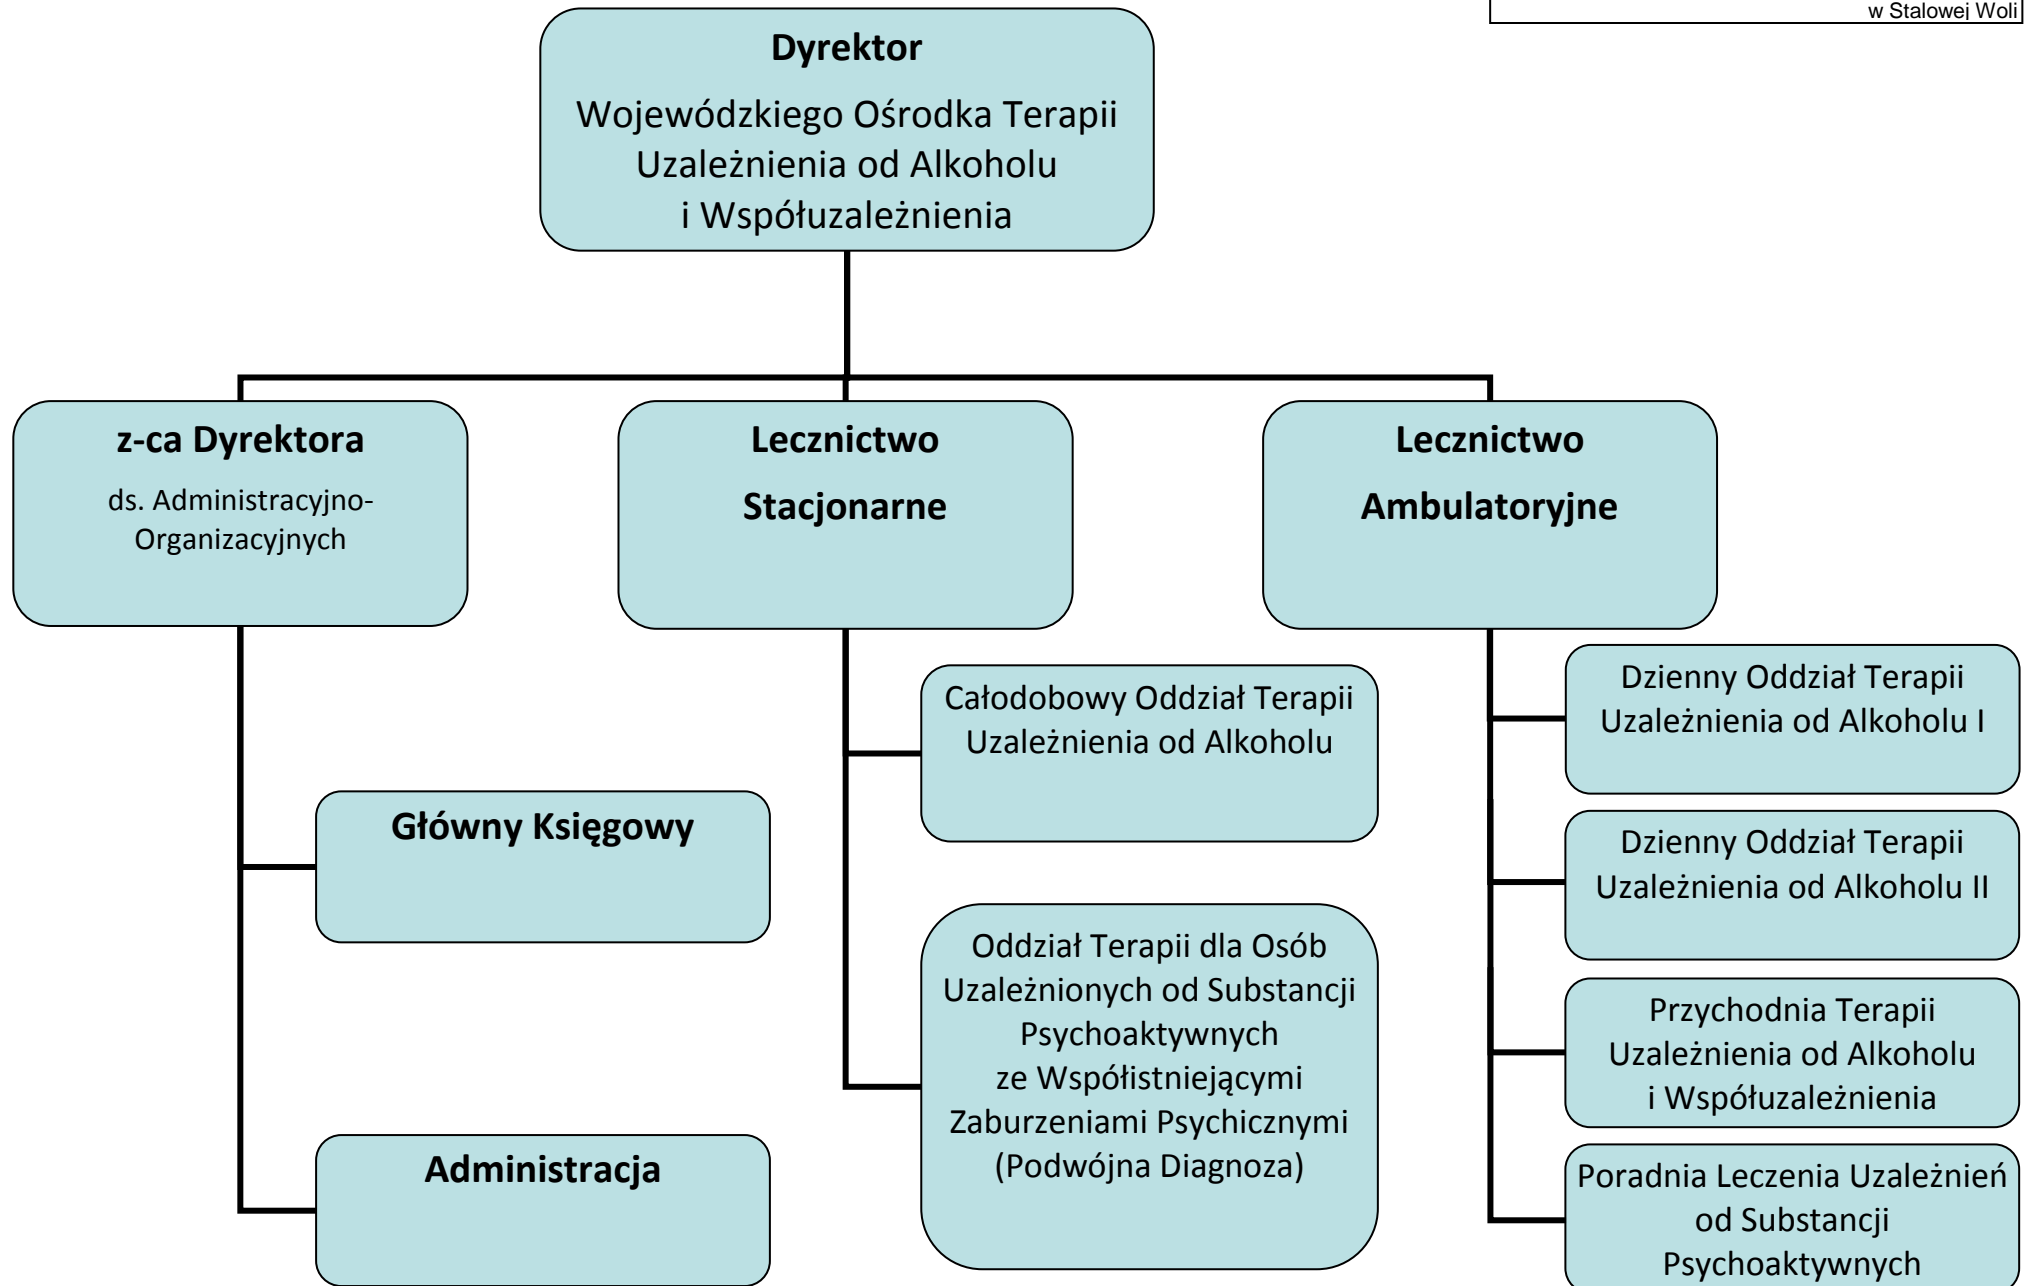 w Stalowej Woli
Dyrektor
Wojewódzkiego Ośrodka Terapii
Uzależnienia od Alkoholu
i Współuzależnienia
z-ca Dyrektora
ds. Administracyjno-
Organizacyjnych
Lecznictwo
Stacjonarne
Lecznictwo
Ambulatoryjne
Główny Księgowy
Administracja
Całodobowy Oddział Terapii
Uzależnienia od Alkoholu
Oddział Terapii dla Osób
Uzależnionych od Substancji
Psychoaktywnych
ze Współistniejącymi
Zaburzeniami Psychicznymi
(Podwójna Diagnoza)
Dzienny Oddział Terapii
Uzależnienia od Alkoholu I
Dzienny Oddział Terapii
Uzależnienia od Alkoholu II
Przychodnia Terapii
Uzależnienia od Alkoholu
i Współuzależnienia
Poradnia Leczenia Uzależnień
od Substancji
Psychoaktywnych